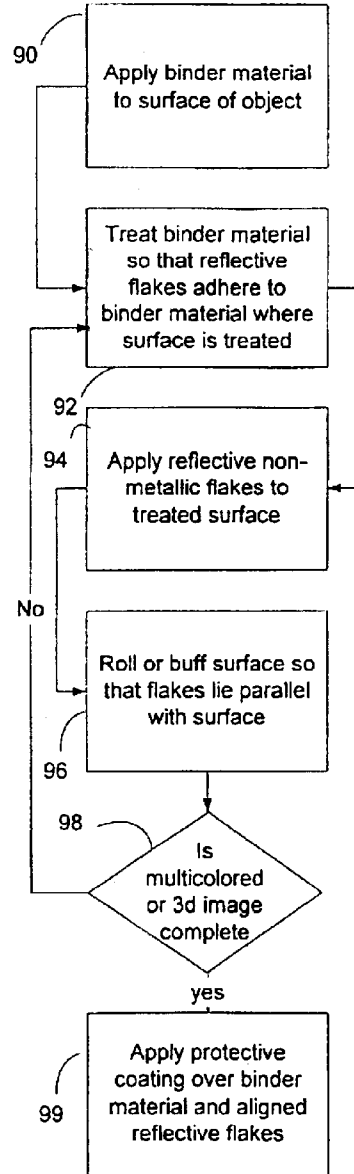 90
Apply binder material
to surface of object
Treat binder material
so that reflective
flakes adhere to
binder material where
surface is treated
92
94
Apply reflective non-
metallic flakes to
treated surface
No
Roll or buff surface so
that flakes lie parallel
with surface
96
98
Is
multicolored
or 3d image
complete
yes
Apply protective
coating over binder
material and aligned
reflective flakes
99